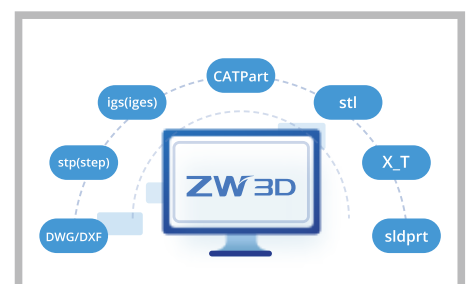 CATPart
igs(iges)
stl
stp(step)
X_T
ZW3D
DWG/DXF
sldprt